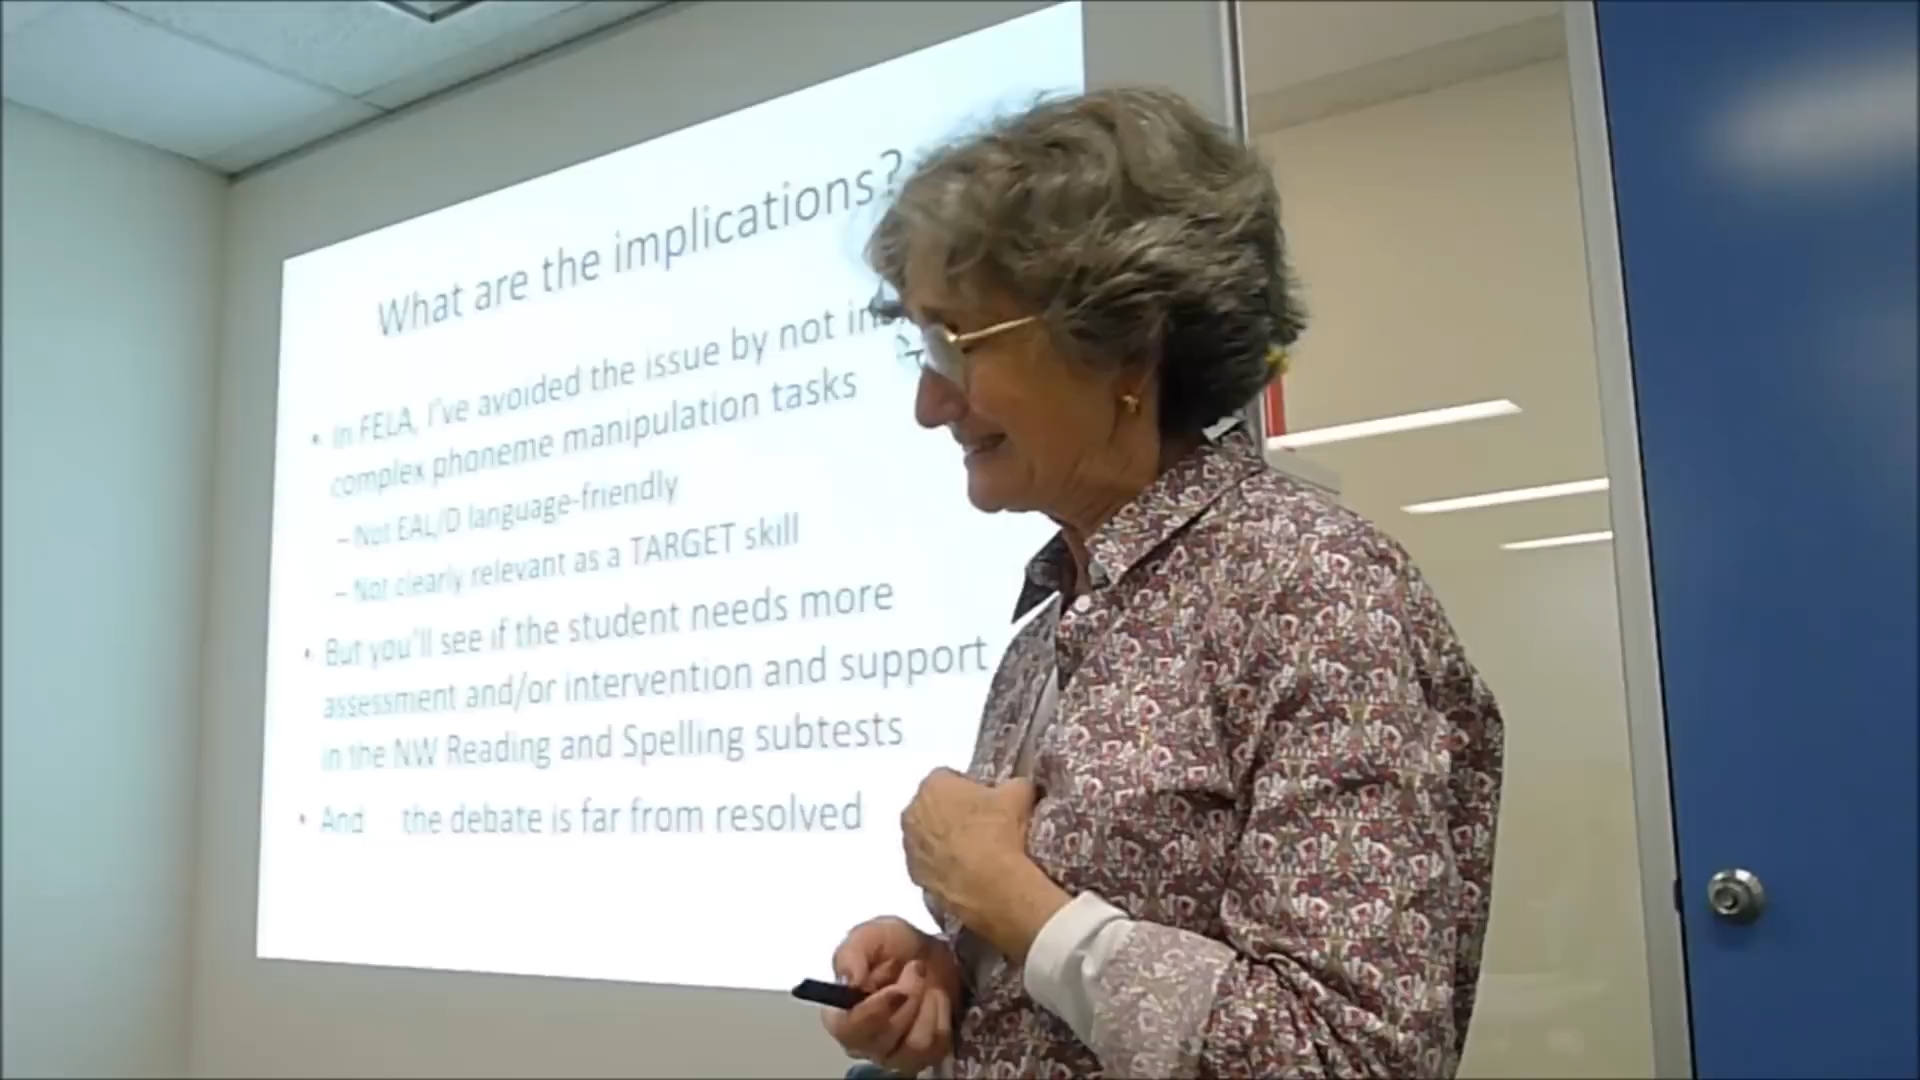 What are the implications?
• In FELA, I've avoided the issue by not
complex phoneme manipulation tasks
– Not EAL/D language-friendly
– Not clearly relevant as a TARGET skill
• But you'll see if the student needs more
assessment and/or intervention and support
in the NW Reading and Spelling subtests
• And the debate is far from resolved